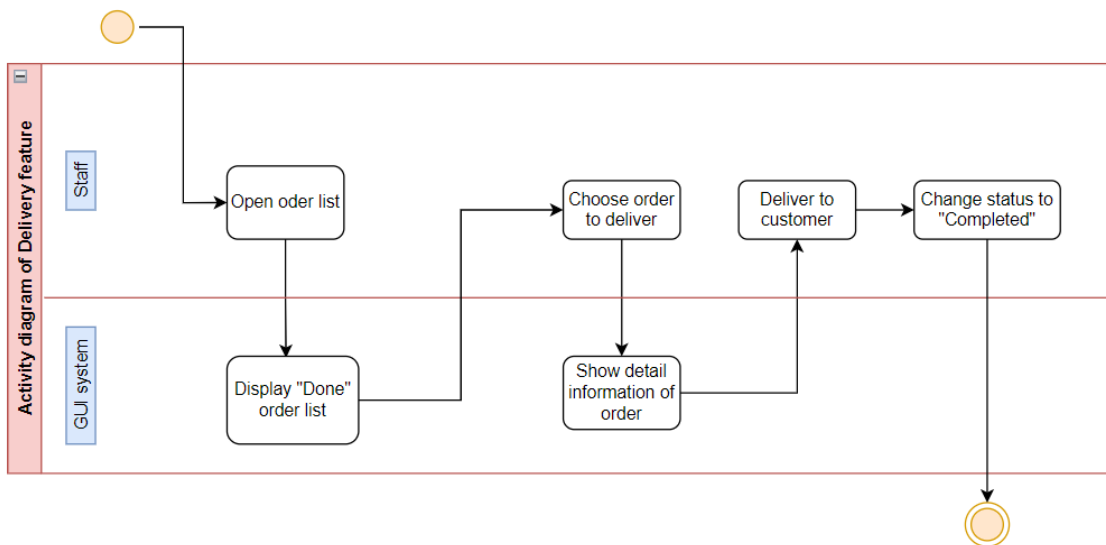 Activity diagram of Delivery feature
Staff
Open oder list
Choose order
to deliver
Deliver to
customer
Change status to
"Completed"
GUI system
Display "Done"
order list
Show detail
information of
order